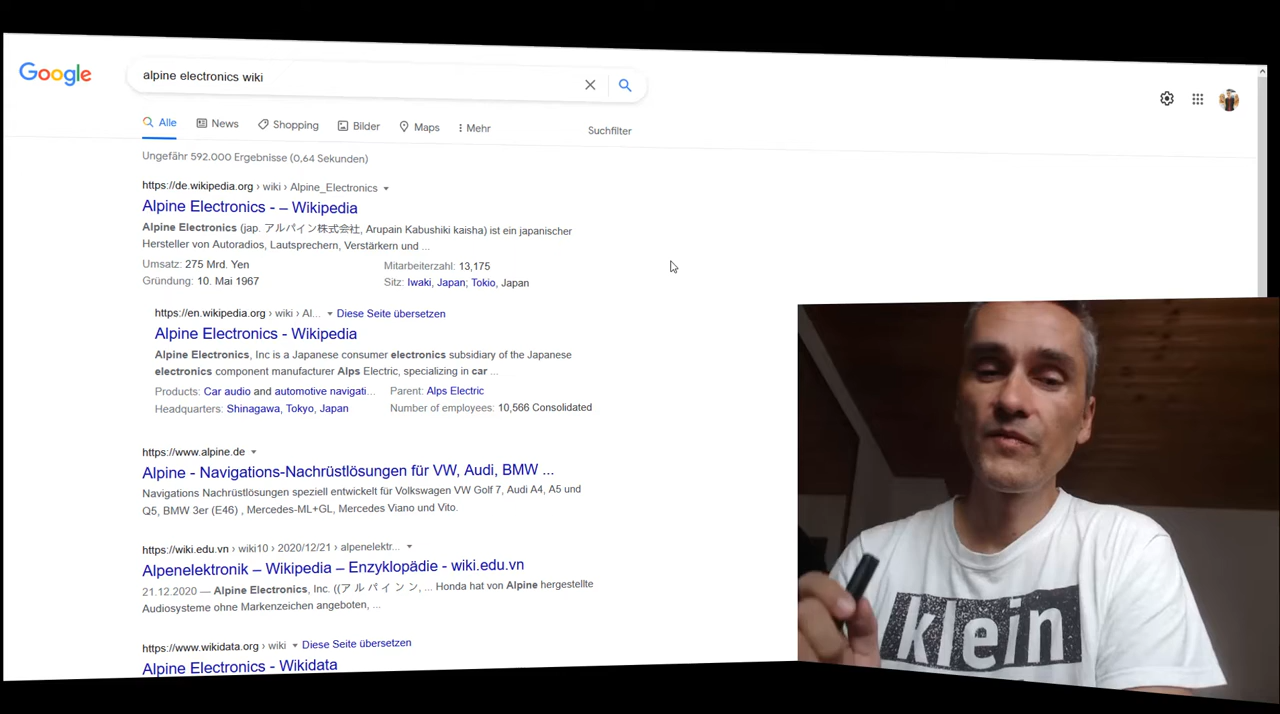 Google
alpine electronics wiki
Alle News Shopping Bilder Maps Mehr Suchfilter
Ungefähr 592.000 Ergebnisse (0,64 Sekunden)
https://de.wikipedia.org › wiki › Alpine_Electronics
Alpine Electronics - – Wikipedia
Alpine Electronics (jap. アルパイン株式会社, Arupain Kabushiki kaisha) ist ein japanischer
Hersteller von Autoradios, Lautsprechern, Verstärkern und ...
Umsatz: 275 Mrd. Yen Mitarbeiterzahl: 13,175
Gründung: 10. Mai 1967 Sitz: Iwaki, Japan; Tokio, Japan
https://en.wikipedia.org › wiki › Al... Diese Seite übersetzen
Alpine Electronics - Wikipedia
Alpine Electronics, Inc is a Japanese consumer electronics subsidiary of the Japanese
electronics component manufacturer Alps Electric, specializing in car ...
Products: Car audio and automotive navigati... Parent: Alps Electric
Headquarters: Shinagawa, Tokyo, Japan Number of employees: 10,566 Consolidated
https://www.alpine.de
Alpine - Navigations-Nachrüstlösungen für VW, Audi, BMW ...
Navigations Nachrüstlösungen speziell entwickelt für Volkswagen VW Golf 7, Audi A4, A5 und
Q5, BMW 3er (E46) , Mercedes-ML+GL, Mercedes Viano und Vito.
https://wiki.edu.vn › wiki10 › 2020/12/21 › alpenelektr...
Alpenelektronik – Wikipedia – Enzyklopädie - wiki.edu.vn
21.12.2020 — Alpine Electronics, Inc. ((ア ル パ イ ン ン, ... Honda hat von Alpine hergestellte
Audiosysteme ohne Markenzeichen angeboten, ...
https://www.wikidata.org › wiki Diese Seite übersetzen
Alpine Electronics - Wikidata
klein